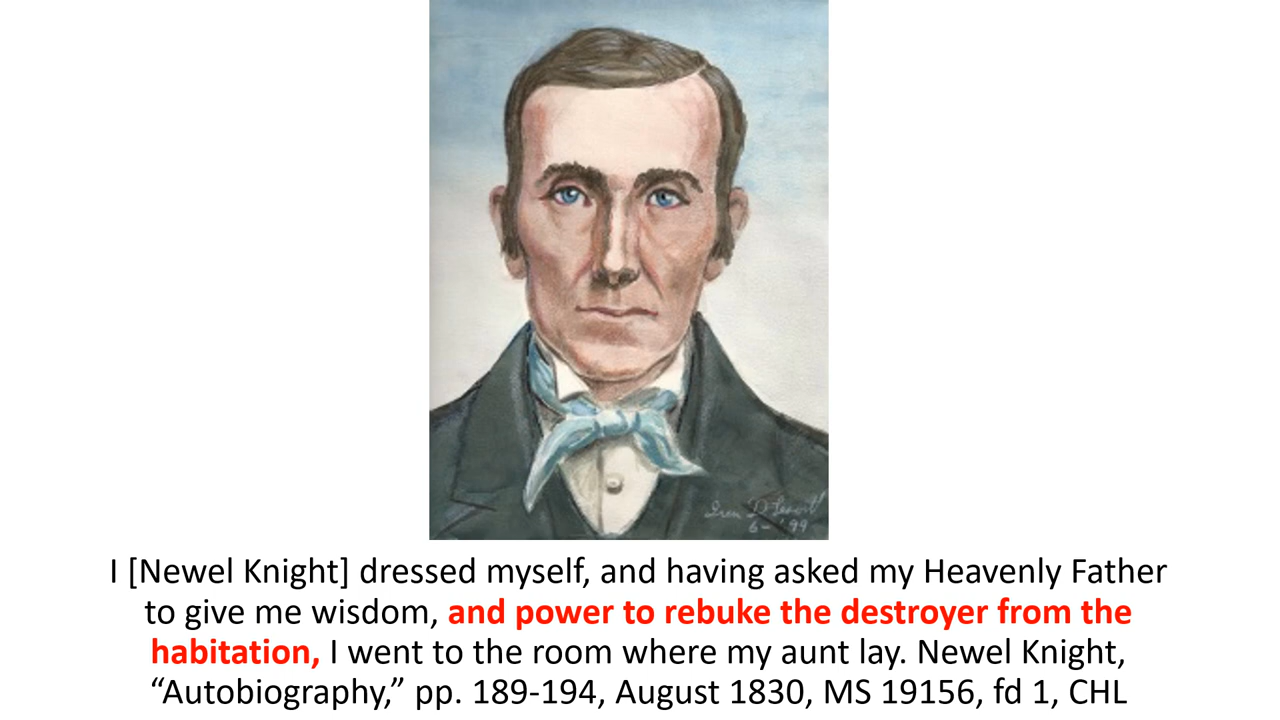 6- '99
I [Newel Knight] dressed myself, and having asked my Heavenly Father
to give me wisdom, and power to rebuke the destroyer from the
habitation, I went to the room where my aunt lay. Newel Knight,
“Autobiography,” pp. 189-194, August 1830, MS 19156, fd 1, CHL